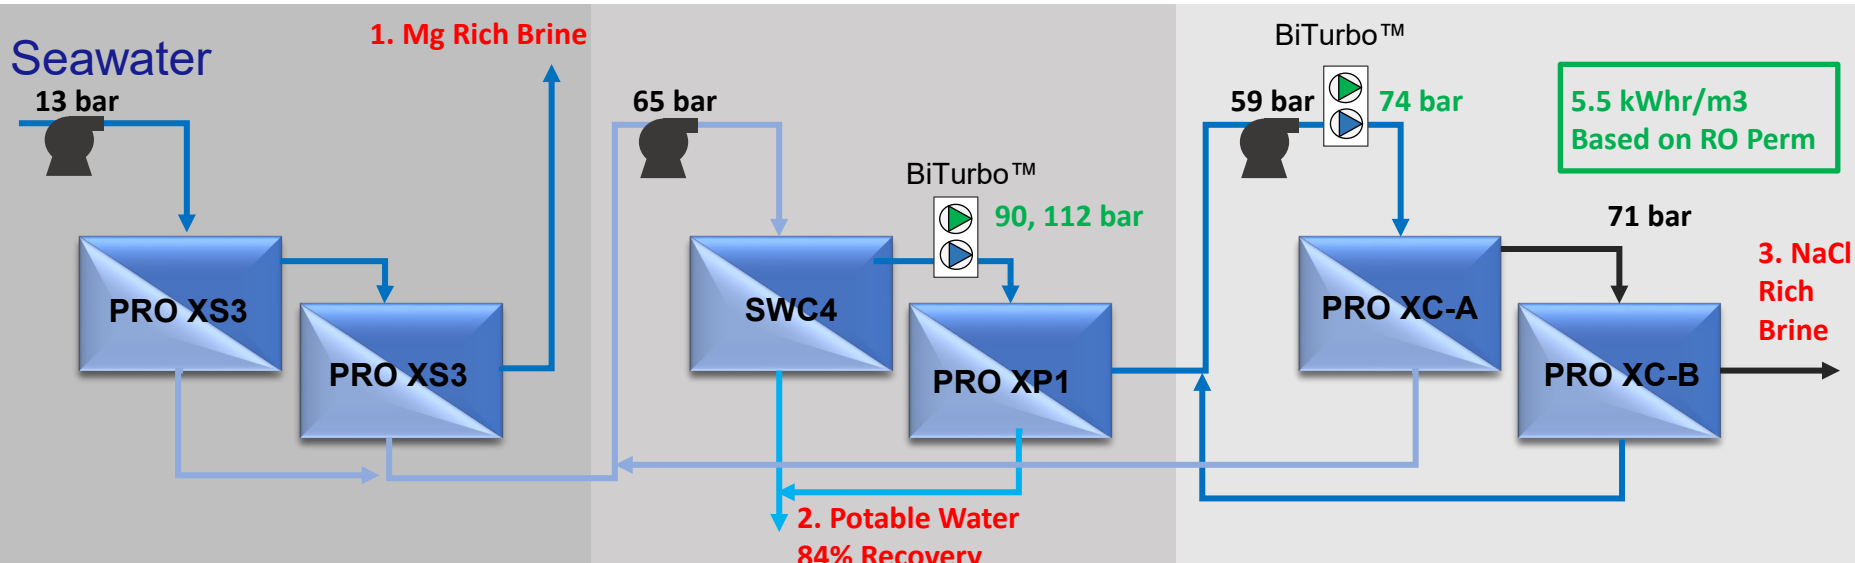 Seawater
13 bar
1. Mg Rich Brine
PRO XS3
PRO XS3
65 bar
BiTurbo™
90, 112 bar
SWC4
PRO XP1
2. Potable Water
84% Recovery
BiTurbo™
59 bar
74 bar
5.5 kWhr/m3
Based on RO Perm
71 bar
PRO XC-A
PRO XC-B
3. NaCl
Rich
Brine